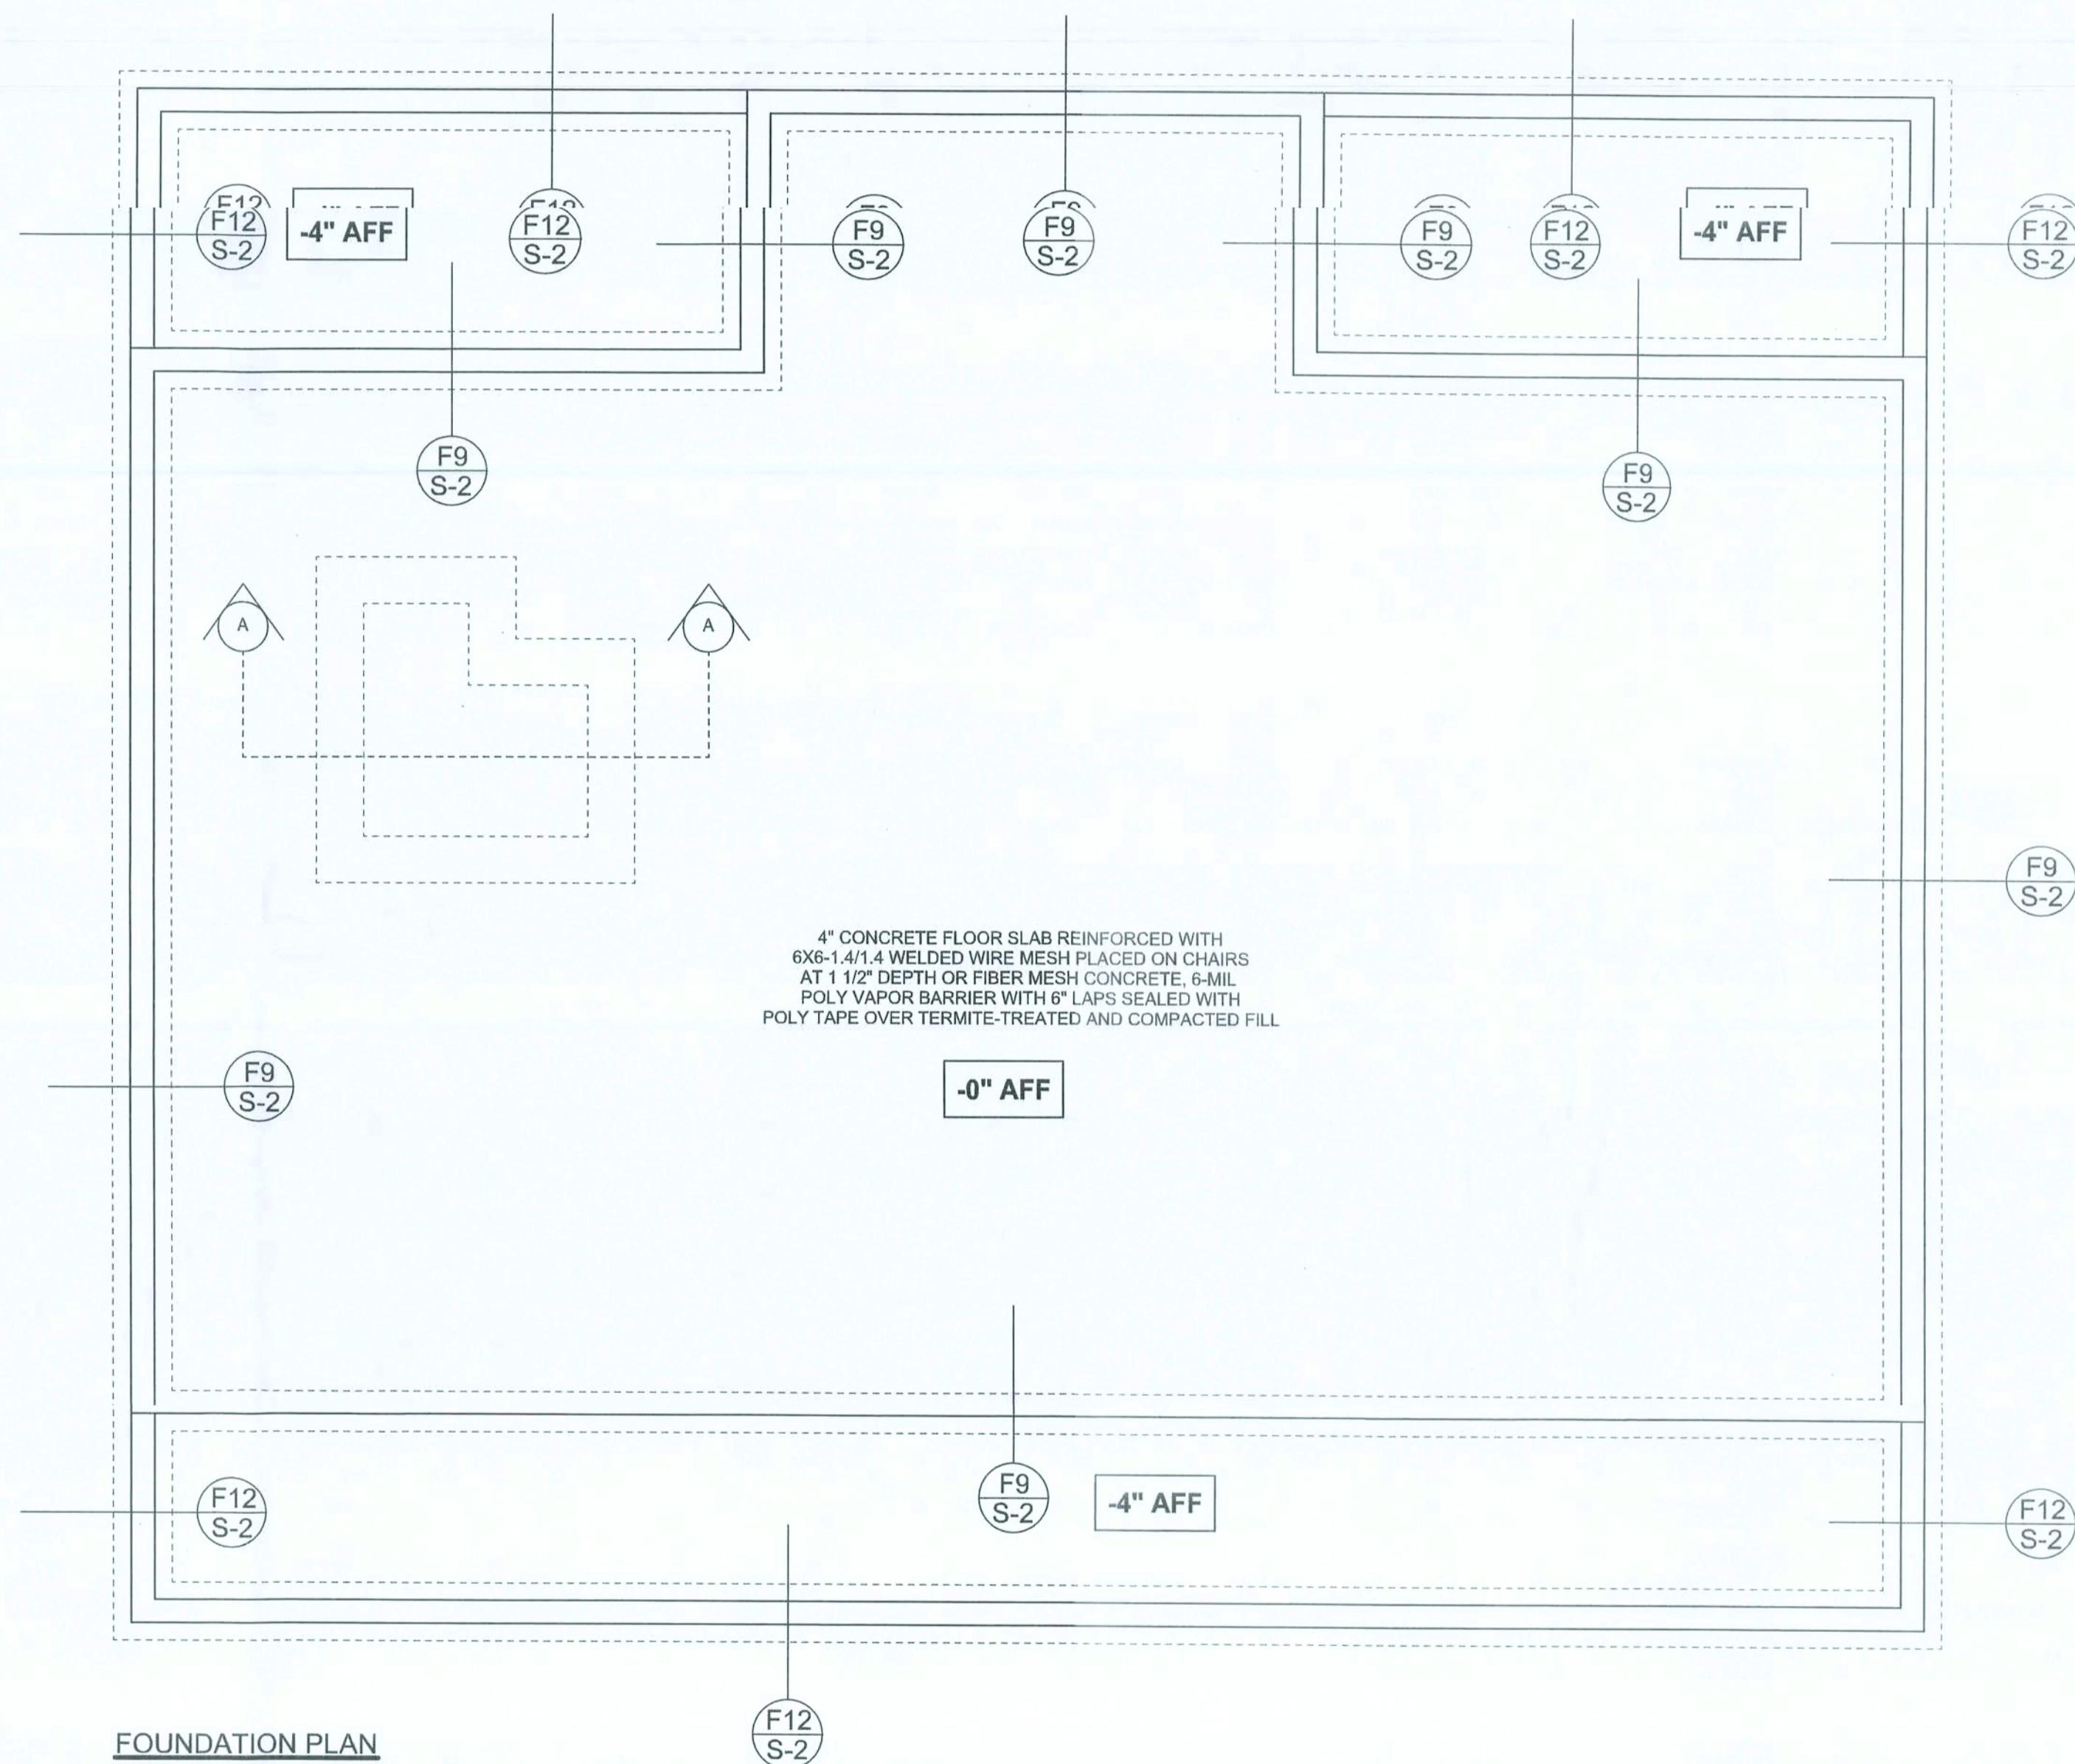 F12
S-2
-4" AFF
F12
S-2
F9
S-2
F9
S-2
F9
S-2
F12
S-2
-4" AFF
F12
S-2
F9
S-2
F9
S-2
A
A
F9
S-2
4" CONCRETE FLOOR SLAB REINFORCED WITH
6X6-1.4/1.4 WELDED WIRE MESH PLACED ON CHAIRS
AT 1 1/2" DEPTH OR FIBER MESH CONCRETE, 6-MIL
POLY VAPOR BARRIER WITH 6" LAPS SEALED WITH
POLY TAPE OVER TERMITE-TREATED AND COMPACTED FILL
F9
S-2
-0" AFF
F12
S-2
F9
S-2
-4" AFF
F12
S-2
F12
S-2
FOUNDATION PLAN